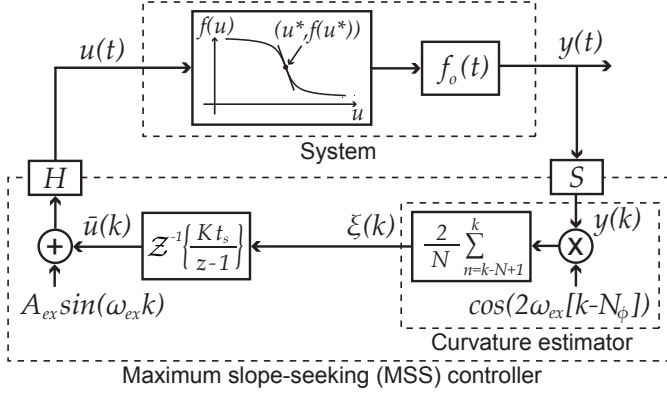 f(u)
(u*,f(u*))
u(t)
y(t)
f_o(t)
u
System
H
S
ū(k)
ξ(k)
y(k)
Z⁻¹{K t_s / z-1}
2/N Σ_{n=k-N+1}^{k}
+
x
A_ex sin(ω_ex k)
cos(2ω_ex[k-N_ϕ])
Curvature estimator
Maximum slope-seeking (MSS) controller